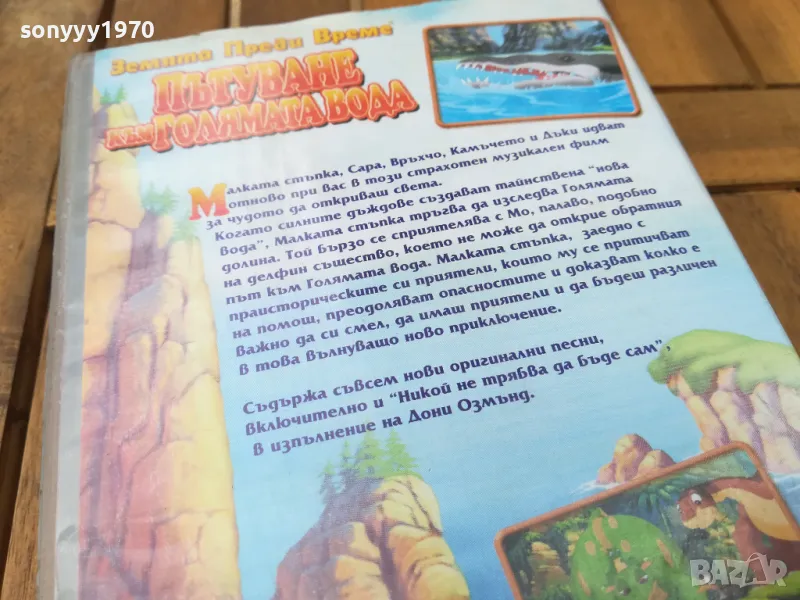 sonyyy1970
Земята Преди Време
ПЪТУВАНЕ
към ГОЛЯМАТА ВОДА
Малката стъпка, Сара, Връхчо, Камъчето и Дъки идват
отново при вас в този страхотен музикален филм
за чудото да откриваш света.
Когато силните дъждове създават тайнствена "нова
вода", Малката стъпка тръгва да изследва Голямата
долина. Той бързо се сприятелява с Мо, палаво, подобно
на делфин същество, което не може да открие обратния
път към Голямата вода. Малката стъпка, заедно с
праисторическите си приятели, които му се притичват
на помощ, преодоляват опасностите и доказват колко е
важно да си смел, да имаш приятели и да бъдеш различен
в това вълнуващо ново приключение.
Съдържа съвсем нови оригинални песни,
включително и "Никой не трябва да бъде сам",
в изпълнение на Дони Озмънд.
BAZAR